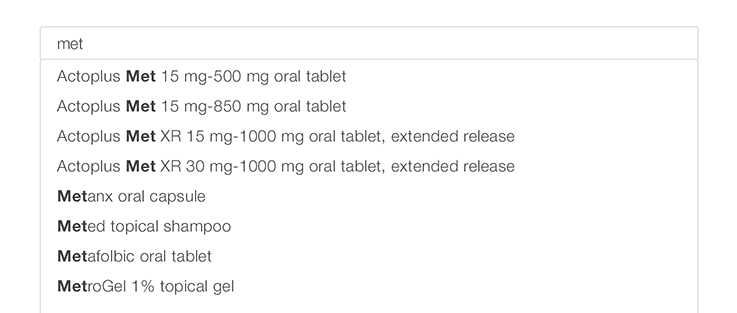 met
Actoplus Met 15 mg-500 mg oral tablet
Actoplus Met 15 mg-850 mg oral tablet
Actoplus Met XR 15 mg-1000 mg oral tablet, extended release
Actoplus Met XR 30 mg-1000 mg oral tablet, extended release
Metanx oral capsule
Meted topical shampoo
Metafolbic oral tablet
MetroGel 1% topical gel